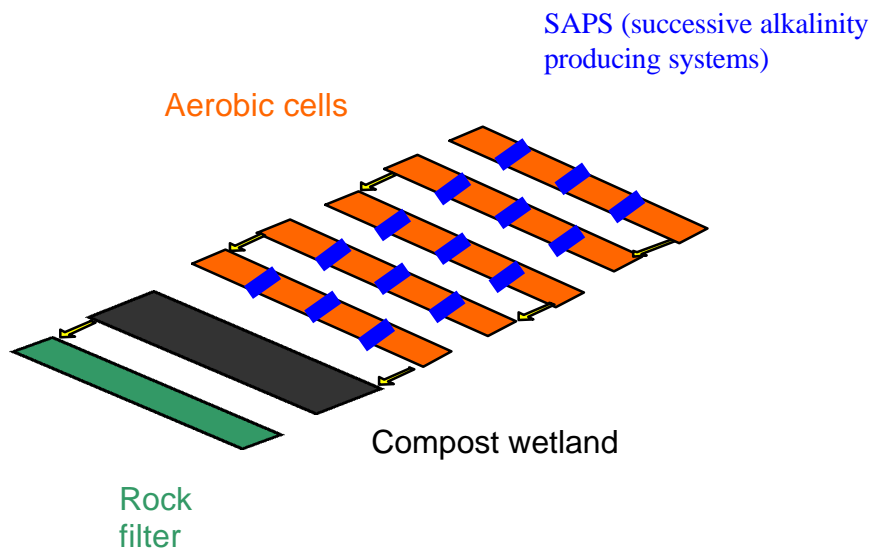 SAPS (successive alkalinity
producing systems)
Aerobic cells
Compost wetland
Rock
filter